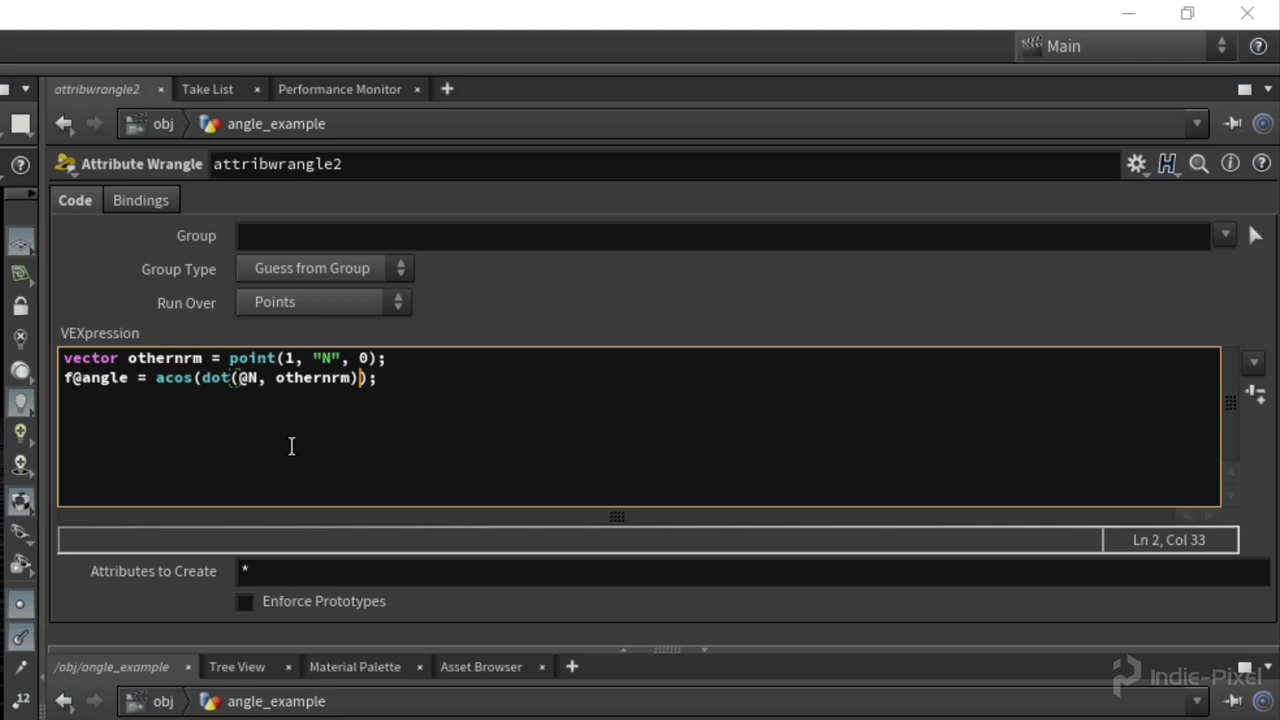 Main
attribwrangle2 × Take List × Performance Monitor × +
obj angle_example
Attribute Wrangle attribwrangle2
Code Bindings
Group
Group Type Guess from Group
Run Over Points
VEXpression
vector othernrm = point(1, "N", 0);
f@angle = acos(dot(@N, othernrm));
Ln 2, Col 33
Attributes to Create *
Enforce Prototypes
/obj/angle_example × Tree View × Material Palette × Asset Browser × +
Indie-Pixel
.12
obj angle_example